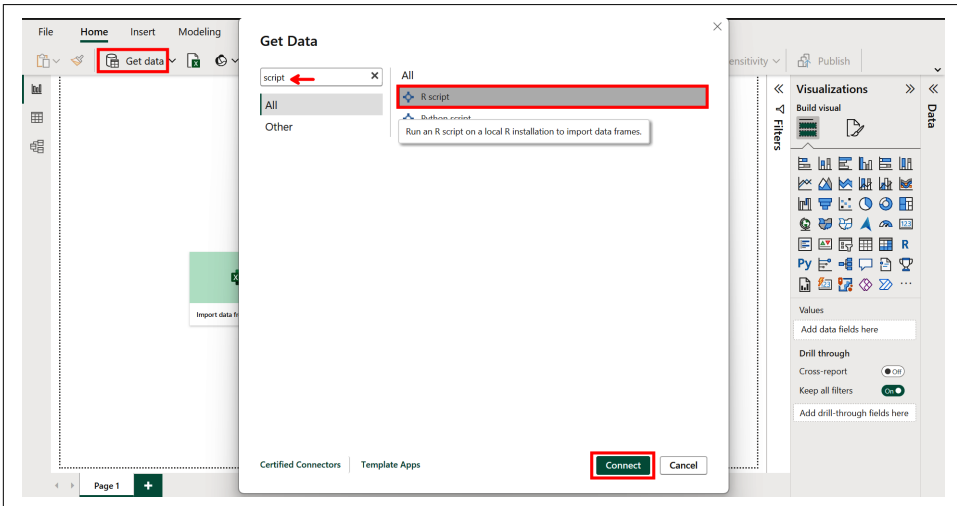 File Home Insert Modeling
Get data
ensitivity
Publish
Get Data
script
All
Other
All
R script
Python script
Run an R script on a local R installation to import data frames.
Import data fr
Certified Connectors
Template Apps
Connect
Cancel
Filters
Visualizations
Build visual
123
R
Py
Values
Add data fields here
Drill through
Cross-report
Off
Keep all filters
On
Add drill-through fields here
Data
Page 1